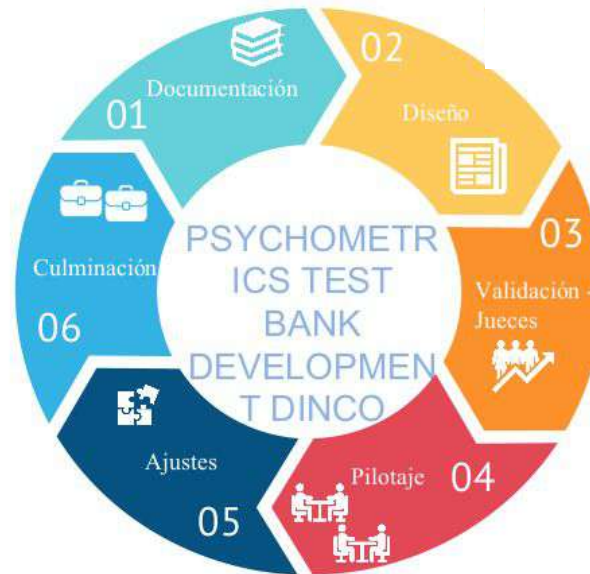 01
Documentación
02
Diseño
03
Validación -
Jueces
Pilotaje
04
Ajustes
05
Culminación
06
PSYCHOMETR
ICS TEST
BANK
DEVELOPMEN
T DINCO